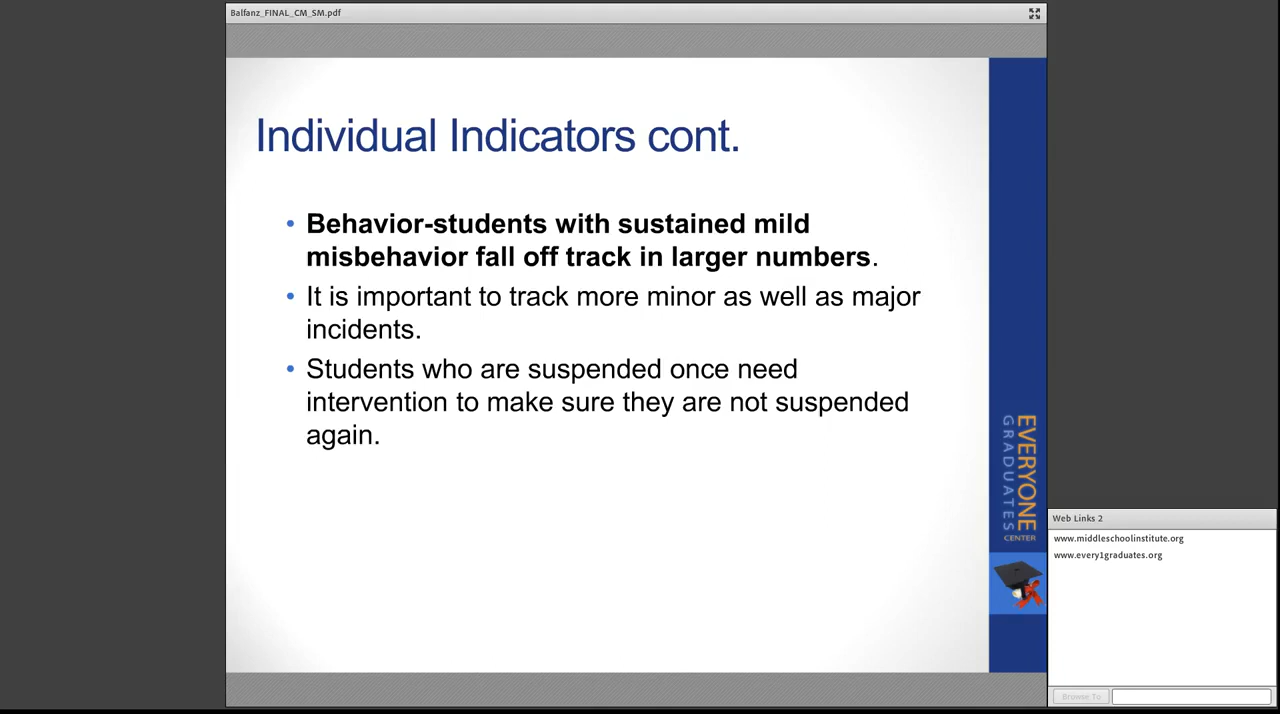 Balfanz_FINAL_CM_SM.pdf
Individual Indicators cont.
• Behavior-students with sustained mild
misbehavior fall off track in larger numbers.
• It is important to track more minor as well as major
incidents.
• Students who are suspended once need
intervention to make sure they are not suspended
again.
EVERYONE
GRADUATES
CENTER
Web Links 2
www.middleschoolinstitute.org
www.every1graduates.org
Browse To